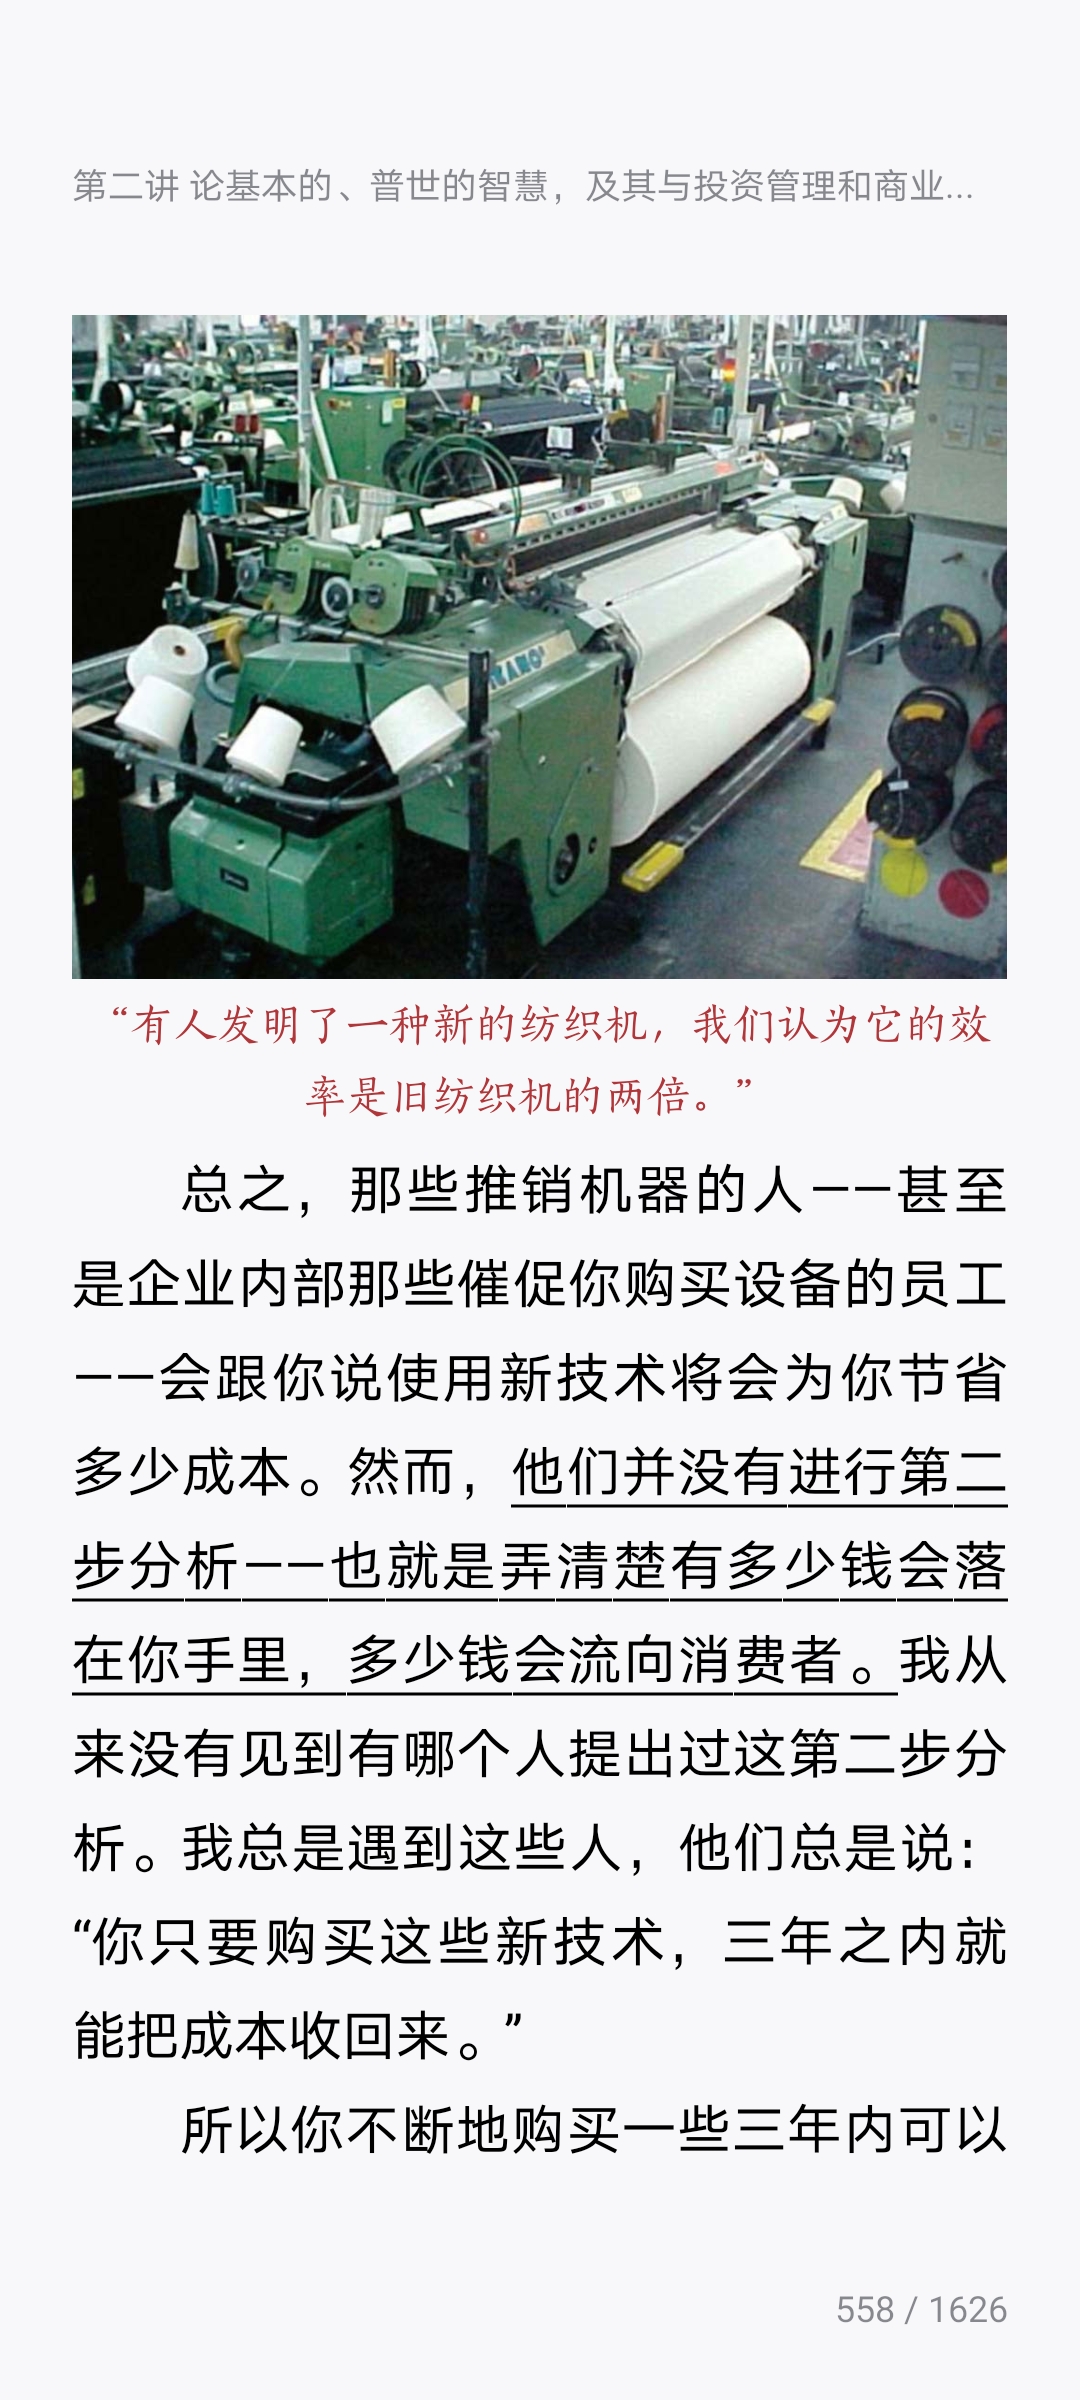 第二讲 论基本的、普世的智慧，及其与投资管理和商业...
“有人发明了一种新的纺织机，我们认为它的效
率是旧纺织机的两倍。”
总之，那些推销机器的人——甚至
是企业内部那些催促你购买设备的员工
——会跟你说使用新技术将会为你节省
多少成本。然而，他们并没有进行第二
步分析——也就是弄清楚有多少钱会落
在你手里，多少钱会流向消费者。我从
来没有见到有哪个人提出过这第二步分
析。我总是遇到这些人，他们总是说：
“你只要购买这些新技术，三年之内就
能把成本收回来。”
所以你不断地购买一些三年内可以
558 / 1626